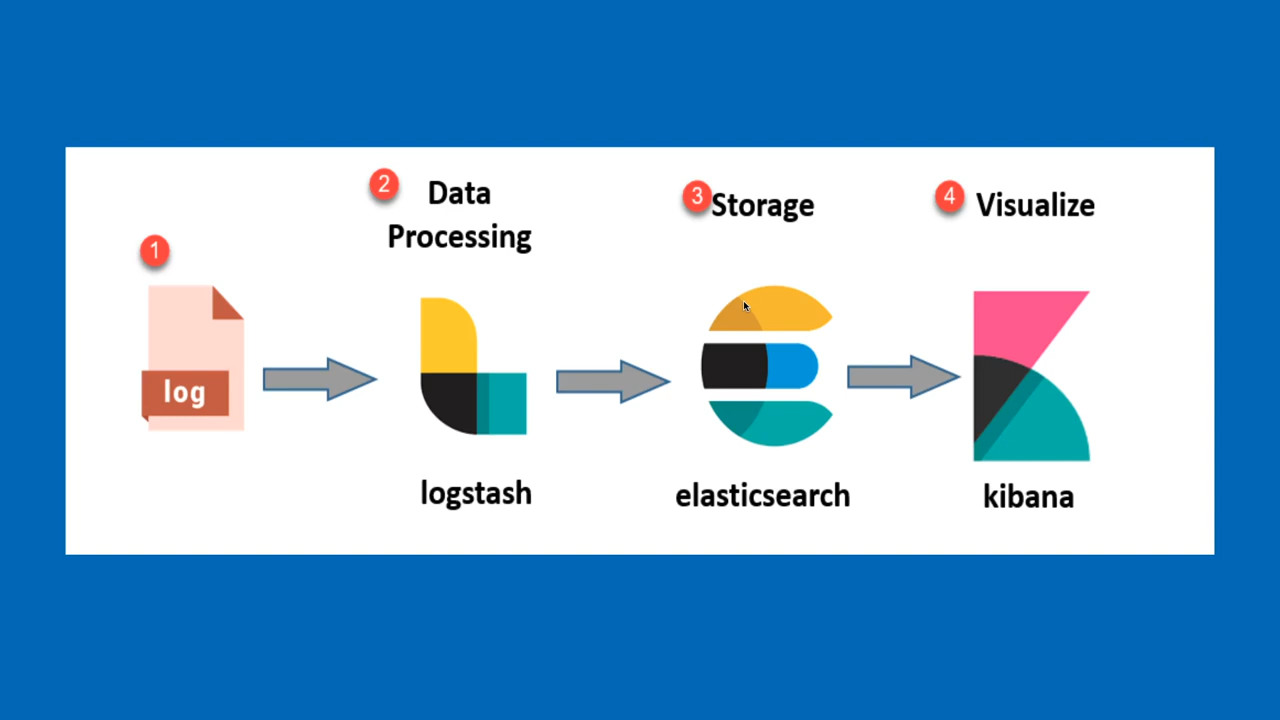 1
log
2
Data
Processing
logstash
3
Storage
elasticsearch
4
Visualize
kibana